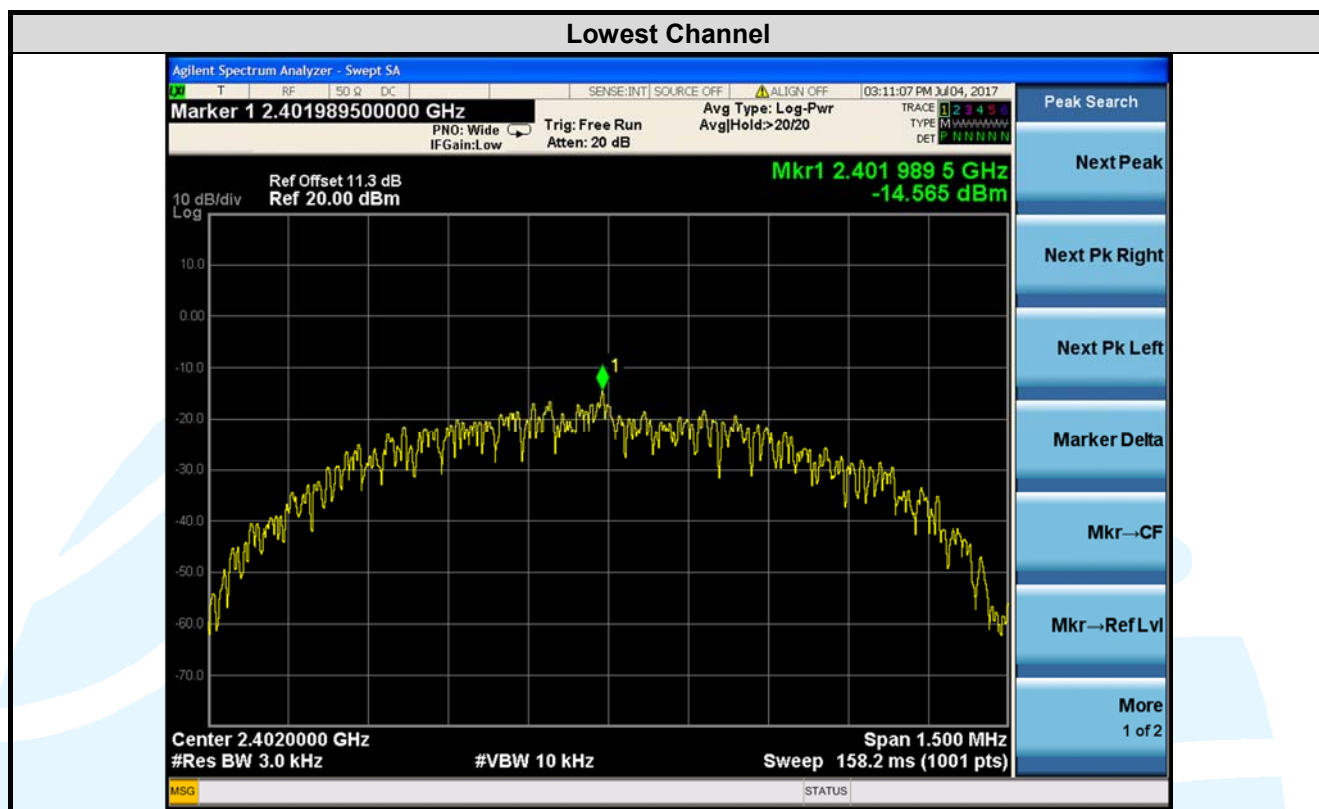 Lowest Channel
Agilent Spectrum Analyzer - Swept SA
LXI T RF 50 Ω DC SENSE:INT SOURCE OFF ALIGN OFF 03:11:07 PM Jul 04, 2017
Marker 1 2.401989500000 GHz
PNO: Wide
IFGain:Low
Trig: Free Run
Atten: 20 dB
Avg Type: Log-Pwr
Avg|Hold:>20/20
TRACE 1 2 3 4 5 6
TYPE M W W W W W
DET P N N N N N
Mkr1 2.401 989 5 GHz
-14.565 dBm
Ref Offset 11.3 dB
10 dB/div Ref 20.00 dBm
Log
10.0
0.00
-10.0
-20.0
-30.0
-40.0
-50.0
-60.0
-70.0
1
Center 2.4020000 GHz Span 1.500 MHz
#Res BW 3.0 kHz #VBW 10 kHz Sweep 158.2 ms (1001 pts)
MSG STATUS
Peak Search
Next Peak
Next Pk Right
Next Pk Left
Marker Delta
Mkr→CF
Mkr→Ref Lvl
More
1 of 2